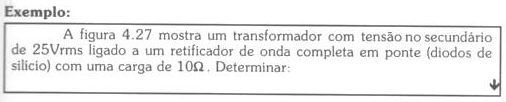 Exemplo:
A figura 4.27 mostra um transformador com tensão no secundário
de 25Vrms ligado a um retificador de onda completa em ponte (diodos de
silício) com uma carga de 10Ω. Determinar: